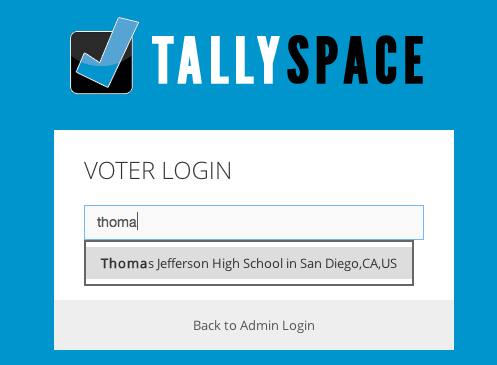 TALLYSPACE
VOTER LOGIN
thoma
Thomas Jefferson High School in San Diego,CA,US
Back to Admin Login